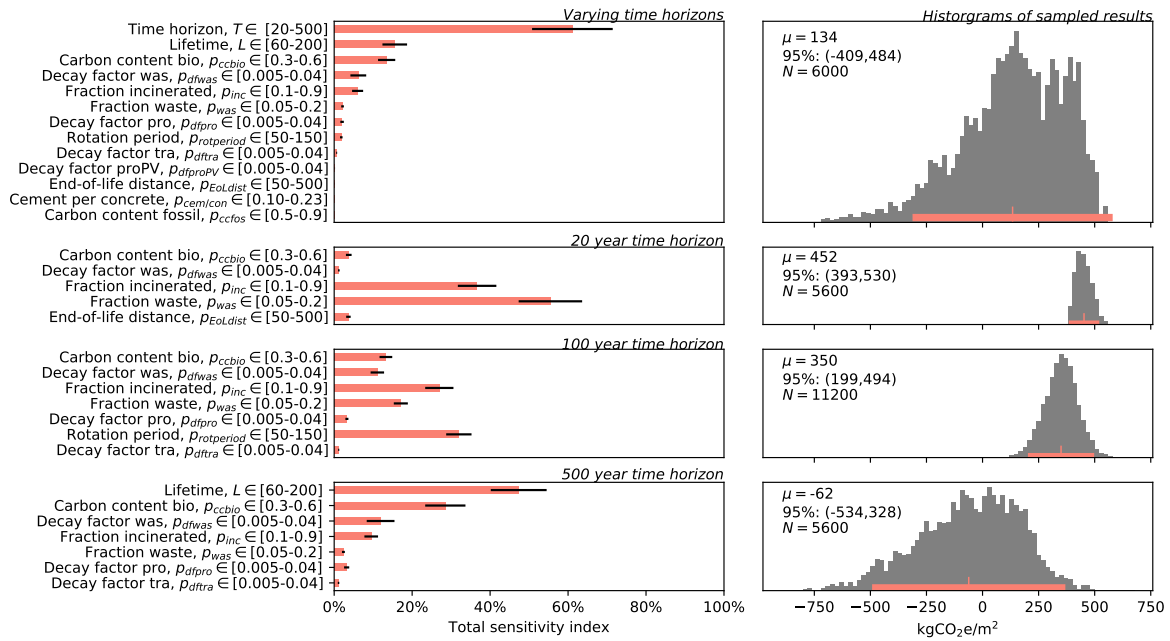 Varying time horizons
Time horizon, T ∈ [20-500]
Lifetime, L ∈ [60-200]
Carbon content bio, p_ccbio ∈ [0.3-0.6]
Decay factor was, p_dfwas ∈ [0.005-0.04]
Fraction incinerated, p_inc ∈ [0.1-0.9]
Fraction waste, p_was ∈ [0.05-0.2]
Decay factor pro, p_dfpro ∈ [0.005-0.04]
Rotation period, p_rotperiod ∈ [50-150]
Decay factor tra, p_dftra ∈ [0.005-0.04]
Decay factor proPV, p_dfproPV ∈ [0.005-0.04]
End-of-life distance, p_EoLdist ∈ [50-500]
Cement per concrete, p_cem/con ∈ [0.10-0.23]
Carbon content fossil, p_ccfos ∈ [0.5-0.9]
Historgrams of sampled results
μ = 134
95%: (-409,484)
N = 6000
20 year time horizon
Carbon content bio, p_ccbio ∈ [0.3-0.6]
Decay factor was, p_dfwas ∈ [0.005-0.04]
Fraction incinerated, p_inc ∈ [0.1-0.9]
Fraction waste, p_was ∈ [0.05-0.2]
End-of-life distance, p_EoLdist ∈ [50-500]
μ = 452
95%: (393,530)
N = 5600
100 year time horizon
Carbon content bio, p_ccbio ∈ [0.3-0.6]
Decay factor was, p_dfwas ∈ [0.005-0.04]
Fraction incinerated, p_inc ∈ [0.1-0.9]
Fraction waste, p_was ∈ [0.05-0.2]
Decay factor pro, p_dfpro ∈ [0.005-0.04]
Rotation period, p_rotperiod ∈ [50-150]
Decay factor tra, p_dftra ∈ [0.005-0.04]
μ = 350
95%: (199,494)
N = 11200
500 year time horizon
Lifetime, L ∈ [60-200]
Carbon content bio, p_ccbio ∈ [0.3-0.6]
Decay factor was, p_dfwas ∈ [0.005-0.04]
Fraction incinerated, p_inc ∈ [0.1-0.9]
Fraction waste, p_was ∈ [0.05-0.2]
Decay factor pro, p_dfpro ∈ [0.005-0.04]
Decay factor tra, p_dftra ∈ [0.005-0.04]
0% 20% 40% 60% 80% 100%
Total sensitivity index
μ = -62
95%: (-534,328)
N = 5600
−750 −500 −250 0 250 500 750
kgCO₂e/m²